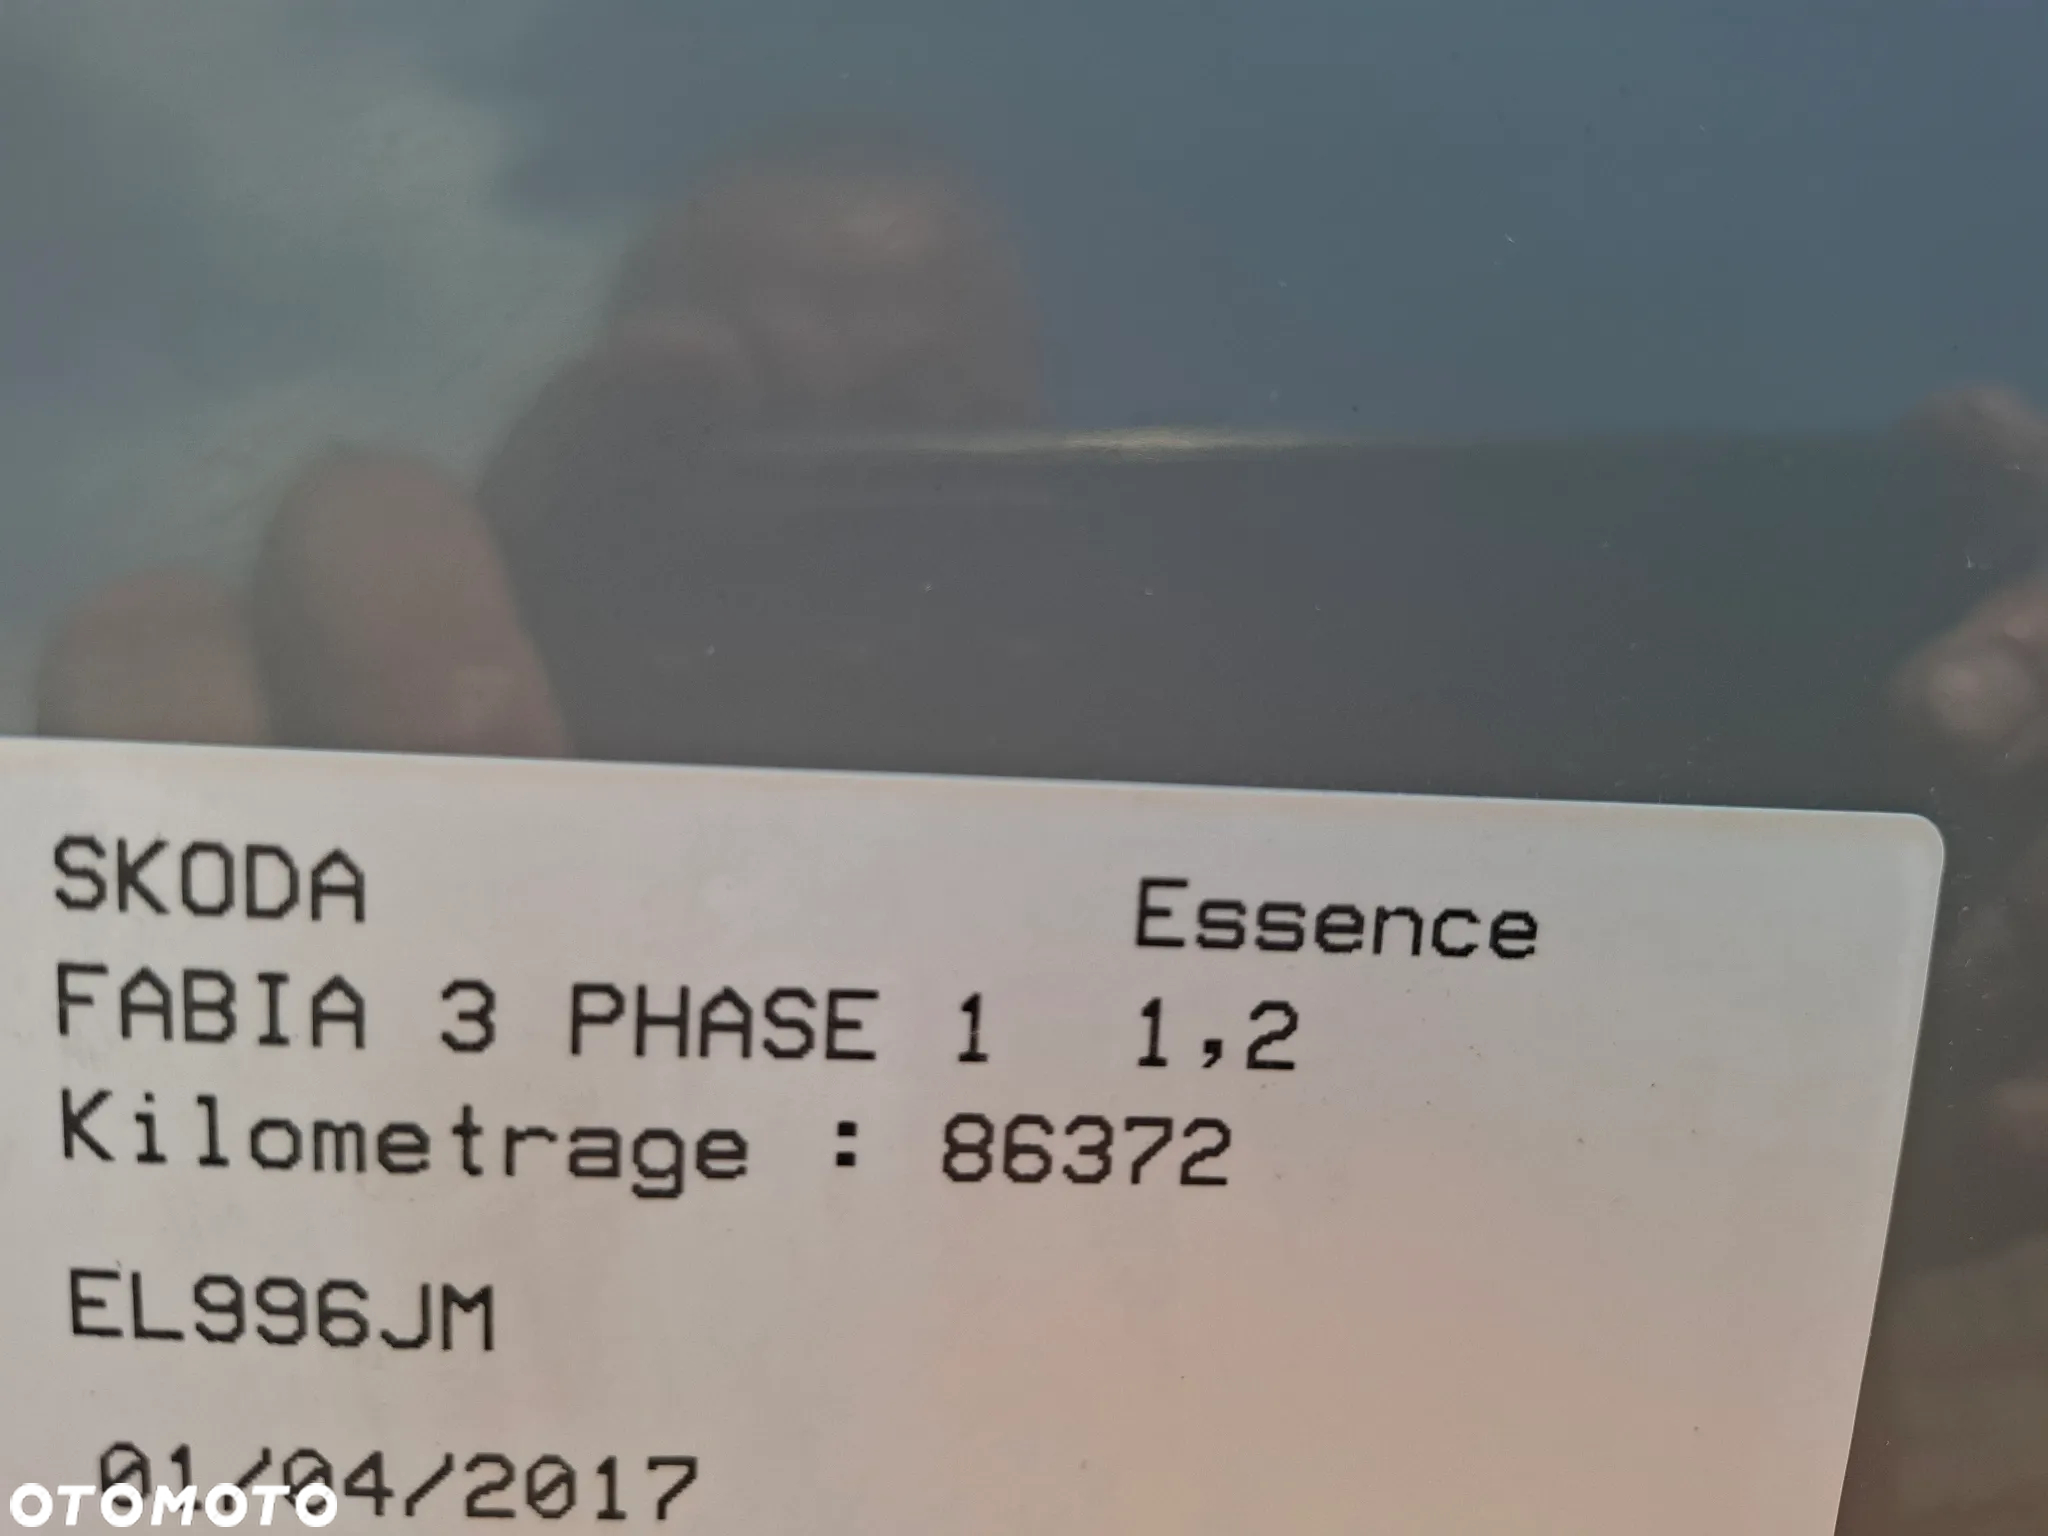 SKODA Essence
FABIA 3 PHASE 1 1,2
Kilometrage : 86372
EL996JM
01/04/2017
OTOMOTO